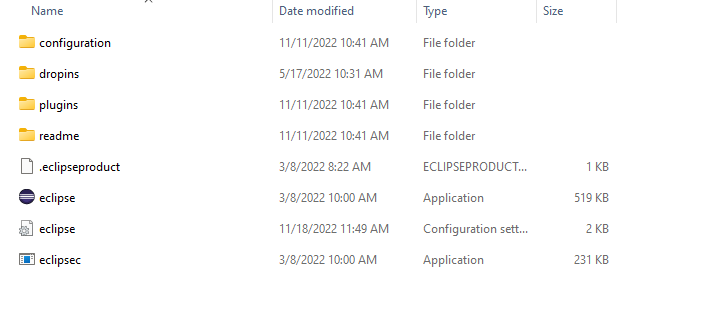 Name Date modified Type Size
configuration 11/11/2022 10:41 AM File folder
dropins 5/17/2022 10:31 AM File folder
plugins 11/11/2022 10:41 AM File folder
readme 11/11/2022 10:41 AM File folder
.eclipseproduct 3/8/2022 8:22 AM ECLIPSEPRODUCT... 1 KB
eclipse 3/8/2022 10:00 AM Application 519 KB
eclipse 11/18/2022 11:49 AM Configuration sett... 2 KB
eclipsec 3/8/2022 10:00 AM Application 231 KB